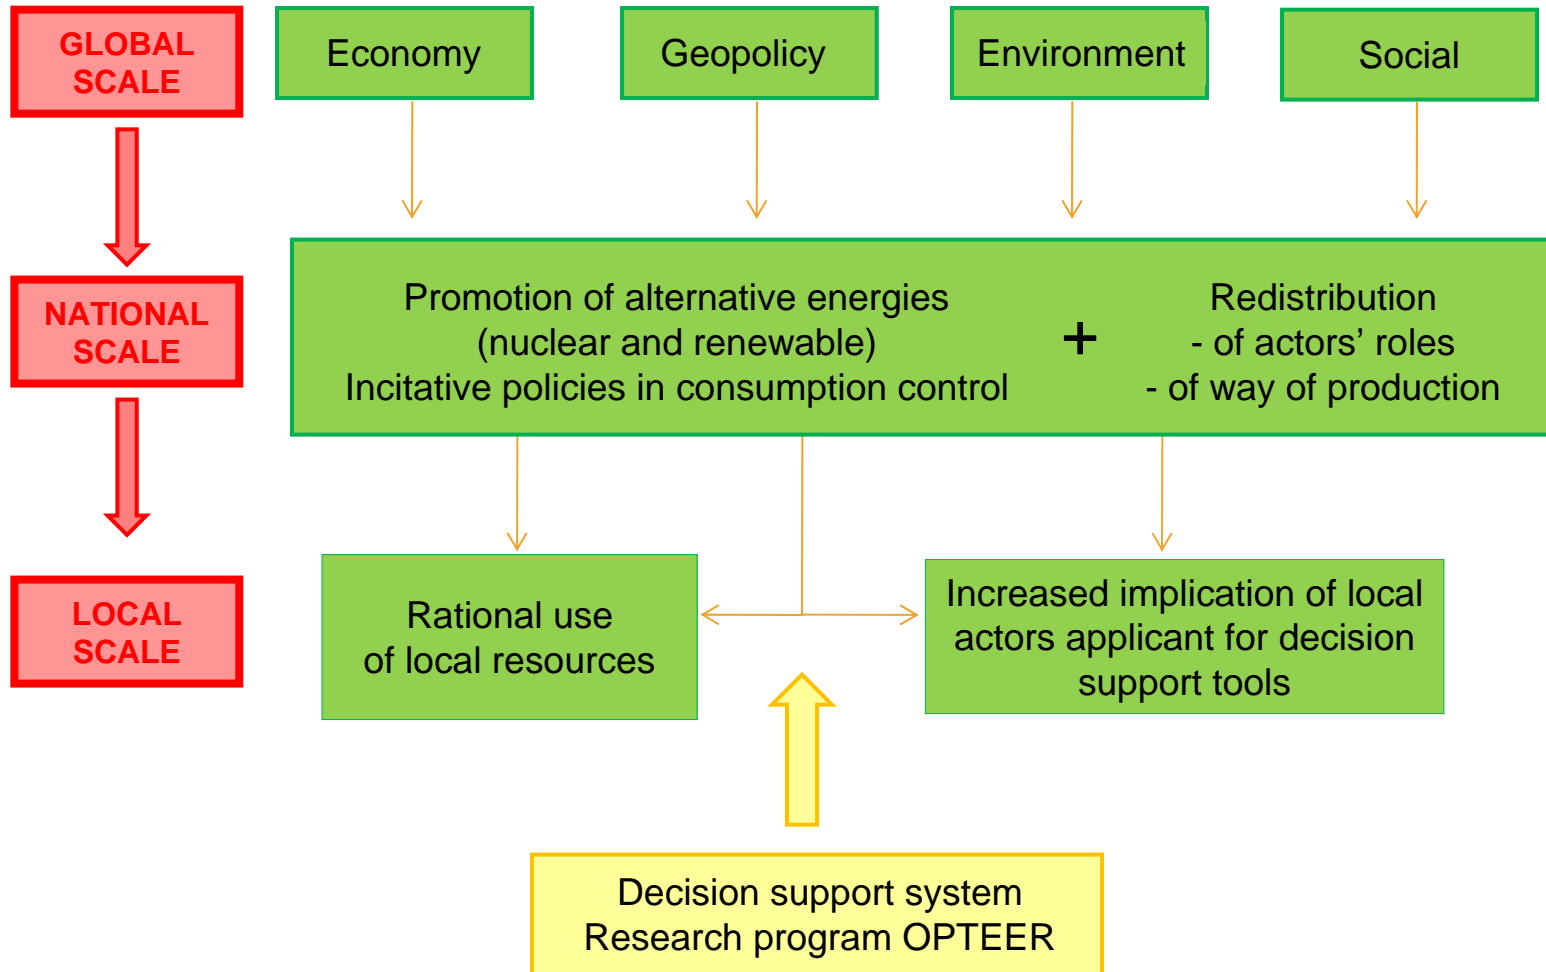 GLOBAL
SCALE
Economy
Geopolicy
Environment
Social
NATIONAL
SCALE
Promotion of alternative energies
(nuclear and renewable)
Incitative policies in consumption control
+
Redistribution
- of actors’ roles
- of way of production
LOCAL
SCALE
Rational use
of local resources
Increased implication of local
actors applicant for decision
support tools
Decision support system
Research program OPTEER